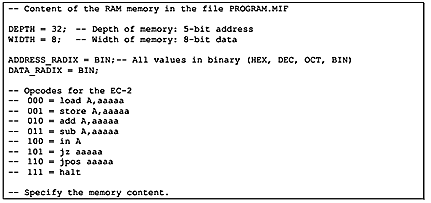 -- Content of the RAM memory in the file PROGRAM.MIF
DEPTH = 32; -- Depth of memory: 5-bit address
WIDTH = 8; -- Width of memory: 8-bit data
ADDRESS_RADIX = BIN;-- All values in binary (HEX, DEC, OCT, BIN)
DATA_RADIX = BIN;
-- Opcodes for the EC-2
-- 000 = load A,aaaaa
-- 001 = store A,aaaaa
-- 010 = add A,aaaaa
-- 011 = sub A,aaaaa
-- 100 = in A
-- 101 = jz aaaaa
-- 110 = jpos aaaaa
-- 111 = halt
-- Specify the memory content.